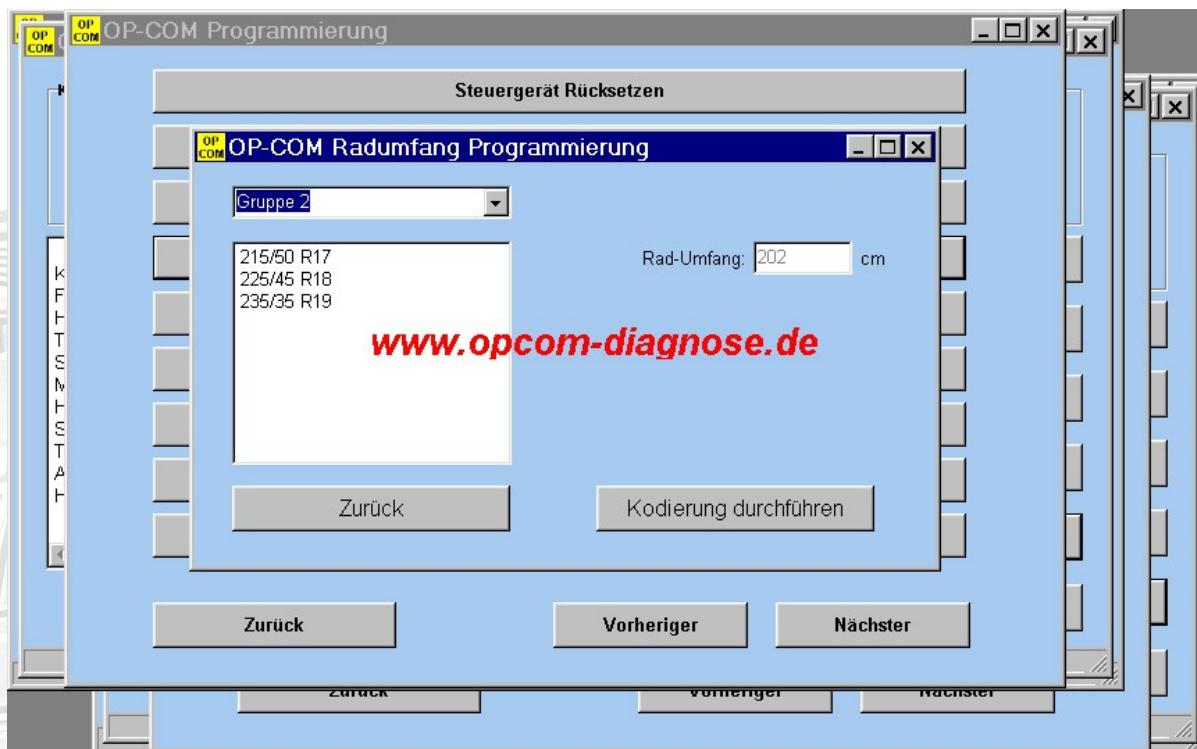 OP COM OP-COM Programmierung
Steuergerät Rücksetzen
OP COM OP-COM Radumfang Programmierung
Gruppe 2
215/50 R17
Rad-Umfang: 202 cm
225/45 R18
235/35 R19
www.opcom-diagnose.de
Zurück Kodierung durchführen
Zurück Vorheriger Nächster
Zurück Vorheriger Nächster